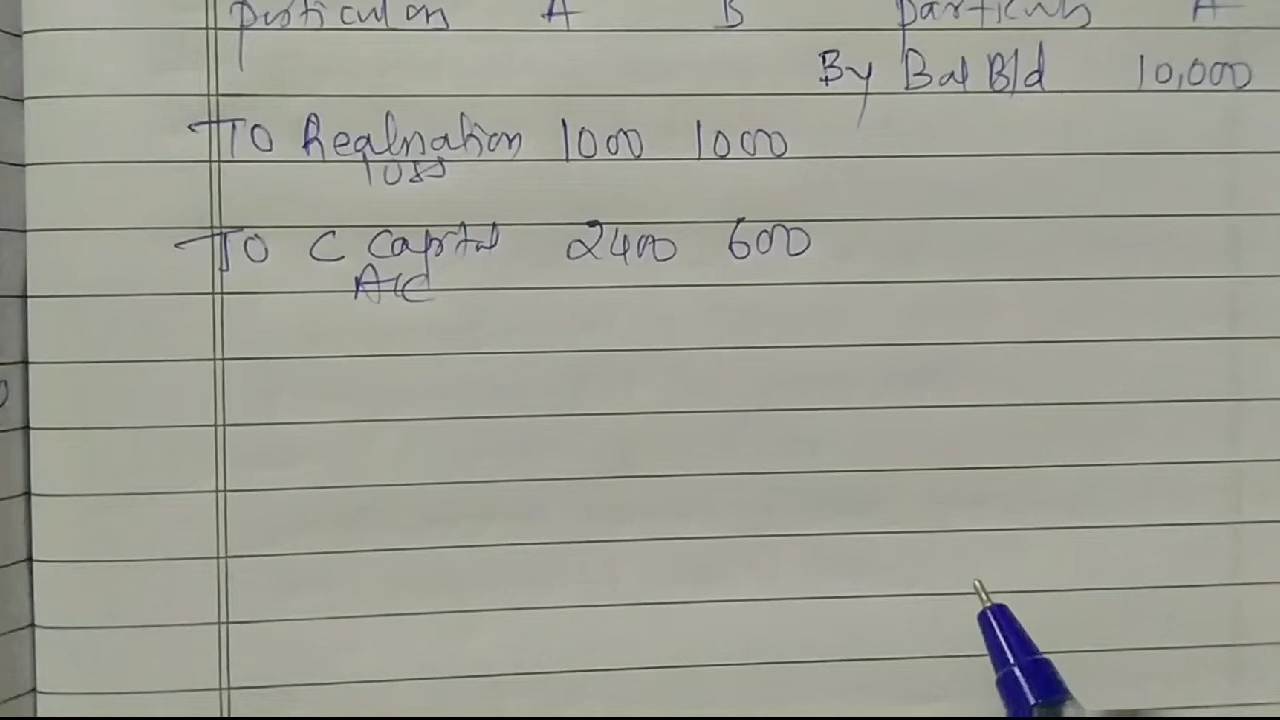 Particulars A B Particulars A
By Bal B/d 10,000
To Realisation 1000 1000
loss
To C Capital 2400 600
A/C